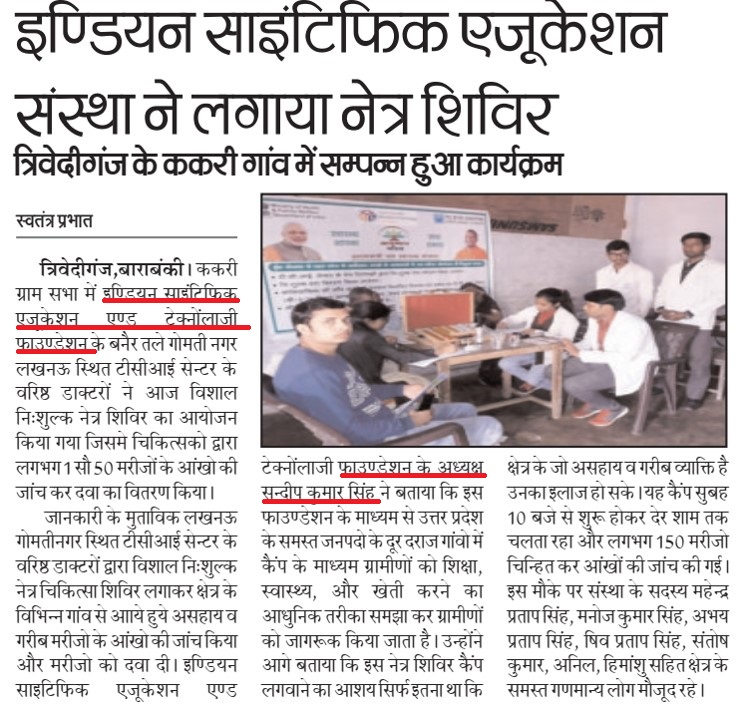 इण्डियन साइंटिफिक एजूकेशन
संस्था ने लगाया नेत्र शिविर
त्रिवेदीगंज के ककरी गांव में सम्पन्न हुआ कार्यक्रम
स्वतंत्र प्रभात
त्रिवेदीगंज,बाराबंकी। ककरी
ग्राम सभा में इण्डियन साइंटिफिक
एजूकेशन एण्ड टेक्नोंलाजी
फाउण्डेशन के बनैर तले गोमती नगर
लखनऊ स्थित टीसीआई सेन्टर के
वरिष्ठ डाक्टरों ने आज विशाल
निःशुल्क नेत्र शिविर का आयोजन
किया गया जिसमे चिकित्सको द्वारा
लगभग 1 सौ 50 मरीजों के आंखो की
जांच कर दवा का वितरण किया।
जानकारी के मुताविक लखनऊ
गोमतीनगर स्थित टीसीआई सेन्टर के
वरिष्ठ डाक्टरों द्वारा विशाल निःशुल्क
नेत्र चिकित्सा शिविर लगाकर क्षेत्र के
विभिन्न गांव से आाये हुये असहाय व
गरीब मरीजो के आंखो की जांच किया
और मरीजो को दवा दी। इण्डियन
साइटिफिक एजूकेशन एण्ड
टेक्नोंलाजी फाउण्डेशन के अध्यक्ष
सन्दीप कुमार सिंह ने बताया कि इस
फाउण्डेशन के माध्यम से उत्तर प्रदेश
के समस्त जनपदो के दूर दराज गांवो में
कैंप के माध्यम ग्रामीणों को शिक्षा,
स्वास्थ्य, और खेती करने का
आधुनिक तरीका समझा कर ग्रामीणों
को जागरूक किया जाता है। उन्होंने
आगे बताया कि इस नेत्र शिविर कैंप
लगवाने का आशय सिर्फ इतना था कि
क्षेत्र के जो असहाय व गरीब व्याक्ति है
उनका इलाज हो सके। यह कैंप सुबह
10 बजे से शुरू होकर देर शाम तक
चलता रहा और लगभग 150 मरीजो
चिन्हित कर आंखों की जांच की गई।
इस मौके पर संस्था के सदस्य महेन्द्र
प्रताप सिंह, मनोज कुमार सिंह, अभय
प्रताप सिंह, षिव प्रताप सिंह, संतोष
कुमार, अनिल, हिमांशु सहित क्षेत्र के
समस्त गणमान्य लोग मौजूद रहे।